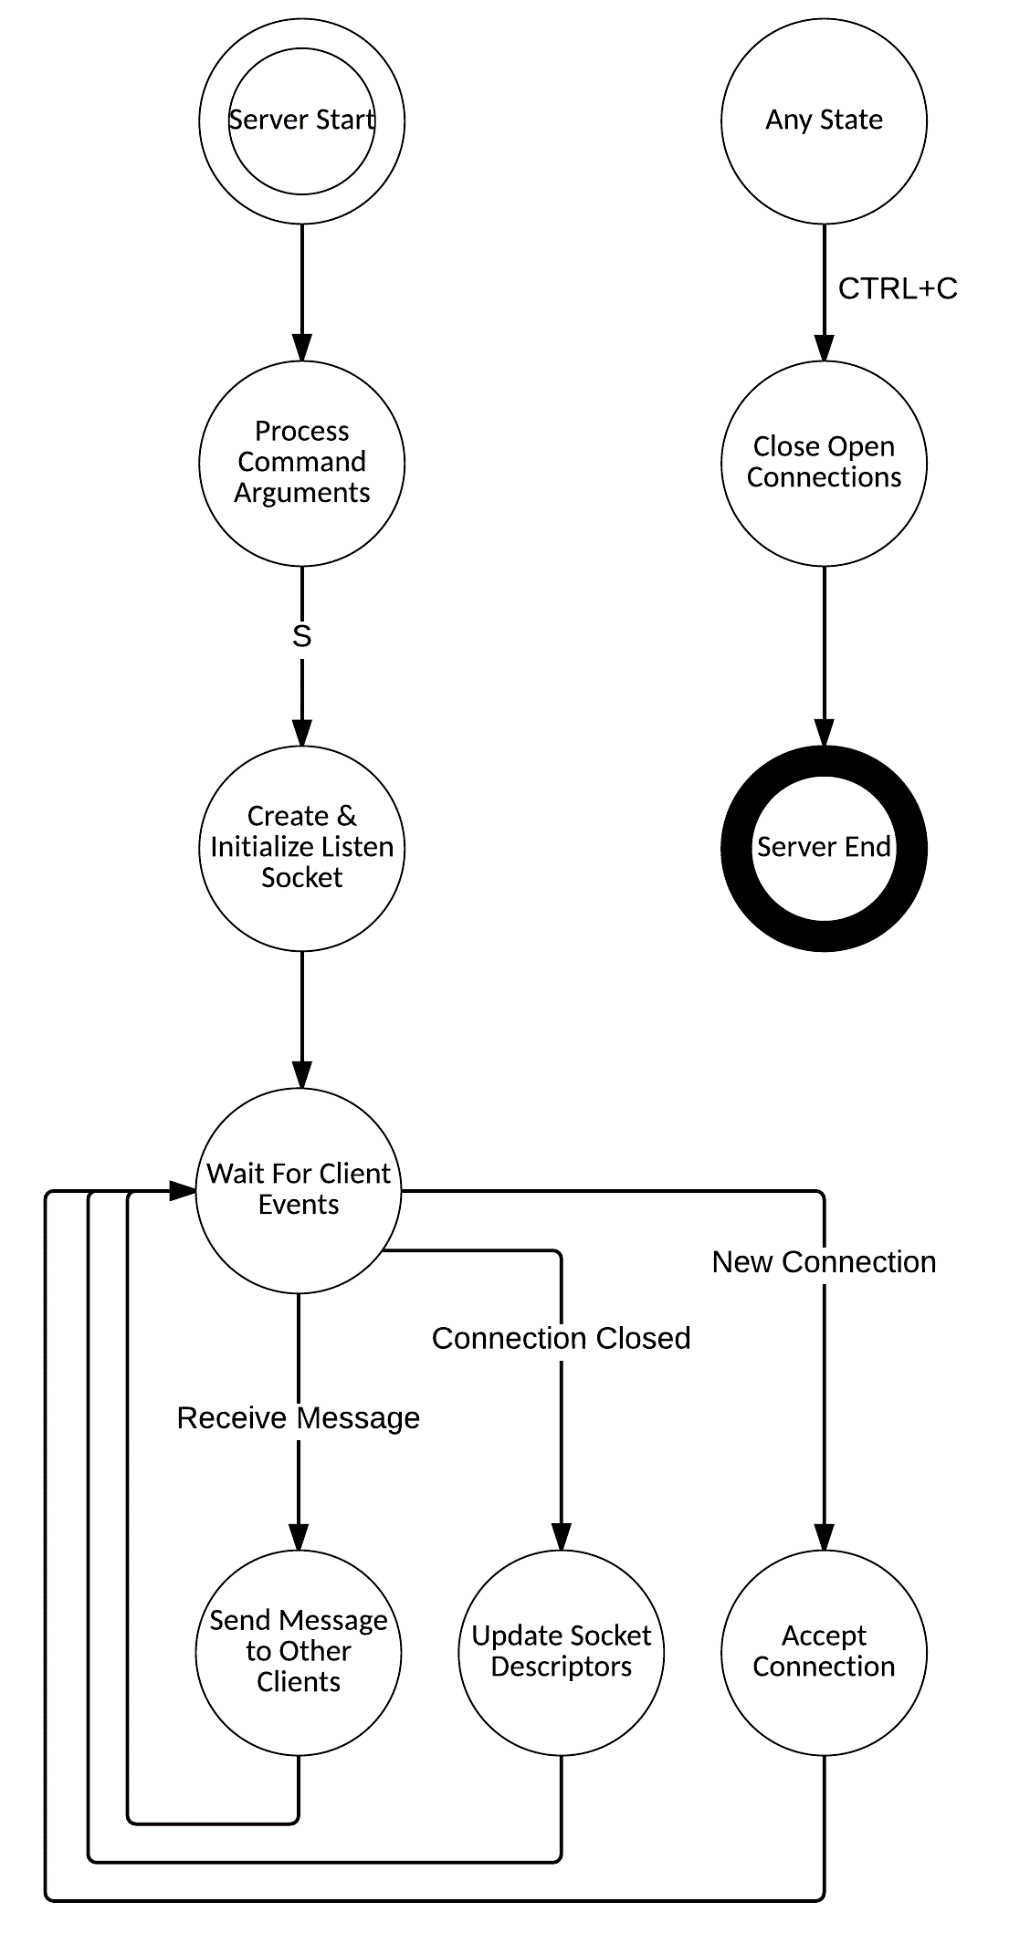 Server Start
Any State
CTRL+C
Process
Command
Arguments
Close Open
Connections
S
Create &
Initialize Listen
Socket
Server End
Wait For Client
Events
New Connection
Connection Closed
Receive Message
Send Message
to Other
Clients
Update Socket
Descriptors
Accept
Connection